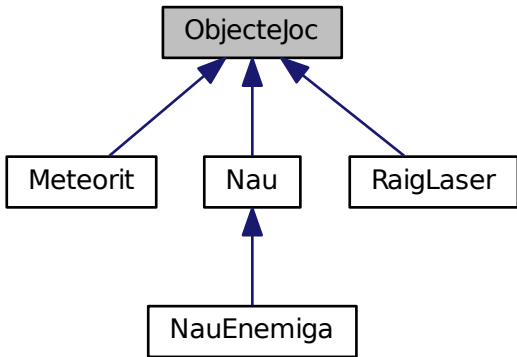 ObjecteJoc
Meteorit
Nau
RaigLaser
NauEnemiga